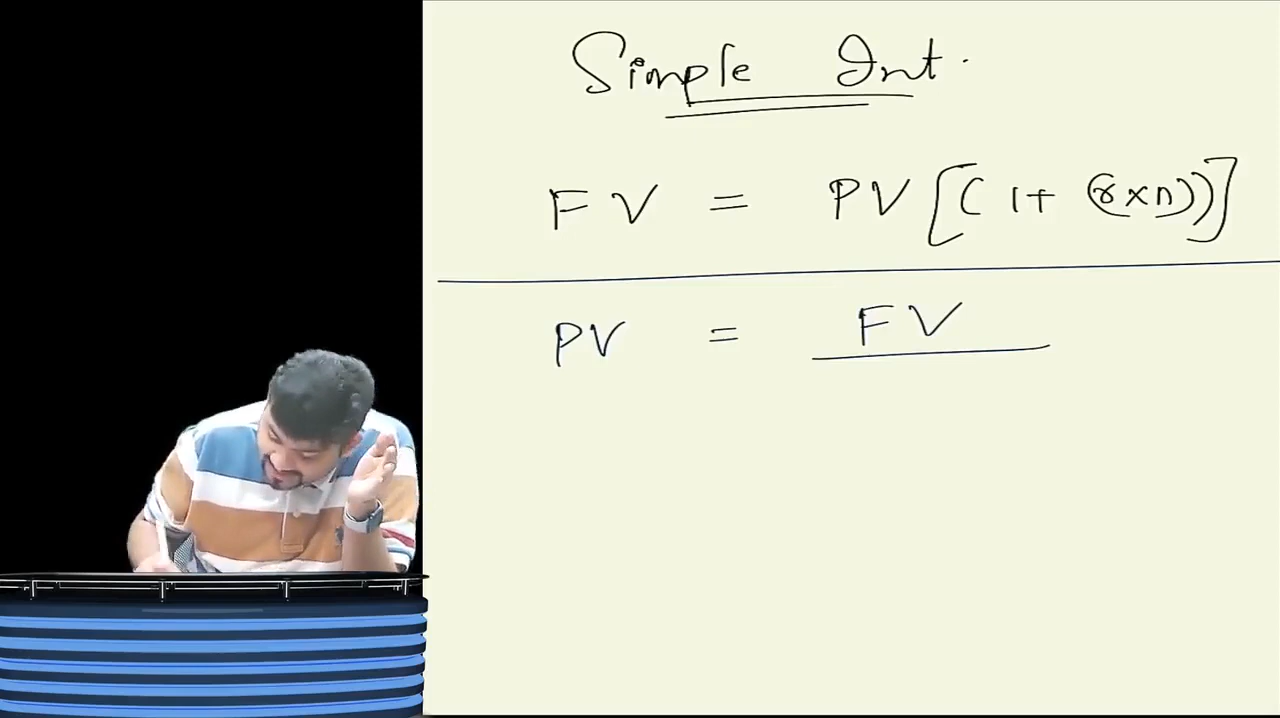 Simple Int.
FV = PV[(1+(r×n))]
PV = FV